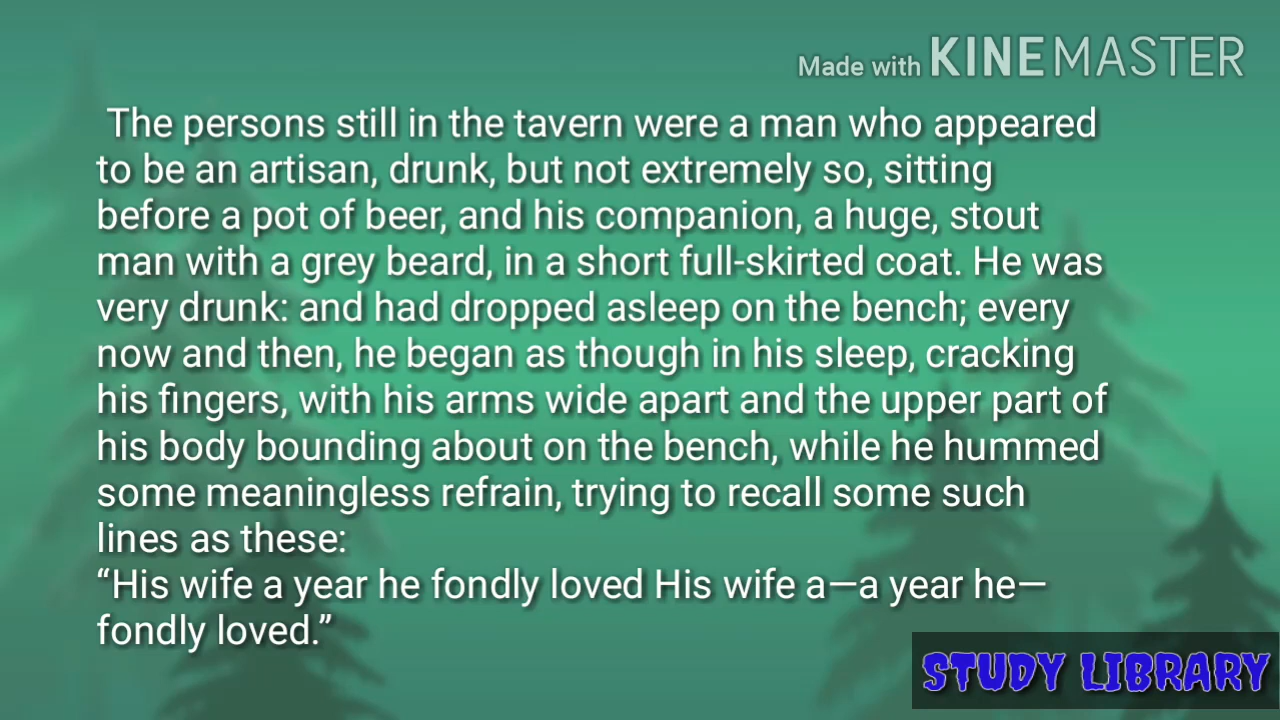 Made with KINEMASTER
The persons still in the tavern were a man who appeared
to be an artisan, drunk, but not extremely so, sitting
before a pot of beer, and his companion, a huge, stout
man with a grey beard, in a short full-skirted coat. He was
very drunk: and had dropped asleep on the bench; every
now and then, he began as though in his sleep, cracking
his fingers, with his arms wide apart and the upper part of
his body bounding about on the bench, while he hummed
some meaningless refrain, trying to recall some such
lines as these:
“His wife a year he fondly loved His wife a—a year he—
fondly loved.”
STUDY LIBRARY